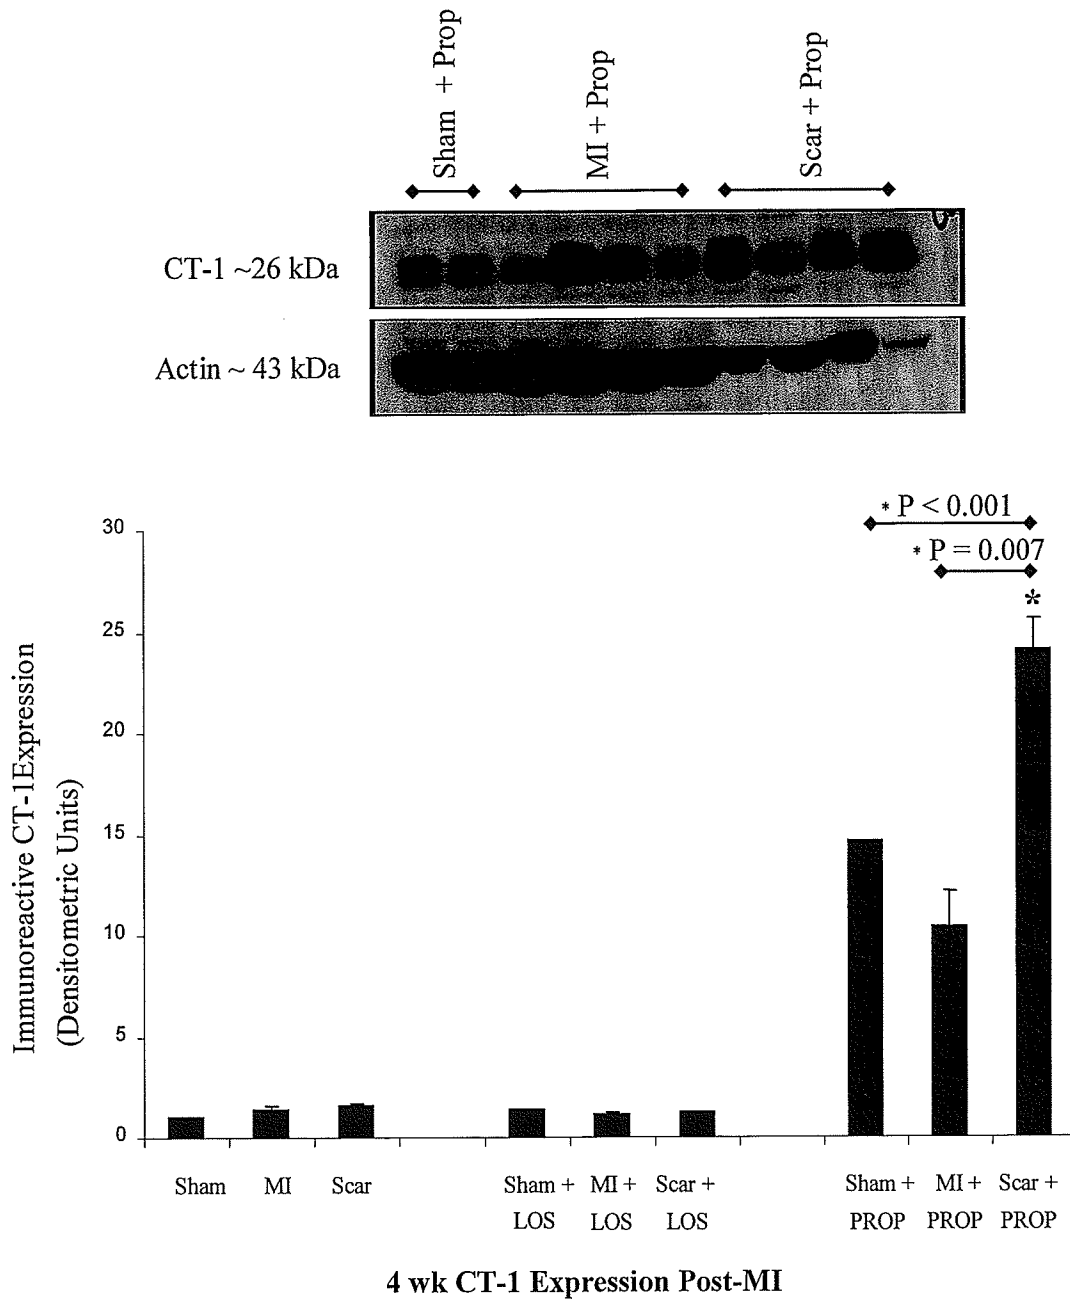 Sham + Prop
MI + Prop
Scar + Prop
CT-1 ~26 kDa
Actin ~ 43 kDa
* P < 0.001
* P = 0.007
*
Immunoreactive CT-1Expression
(Densitometric Units)
30
25
20
15
10
5
0
Sham
MI
Scar
Sham +
LOS
MI +
LOS
Scar +
LOS
Sham +
PROP
MI +
PROP
Scar +
PROP
4 wk CT-1 Expression Post-MI